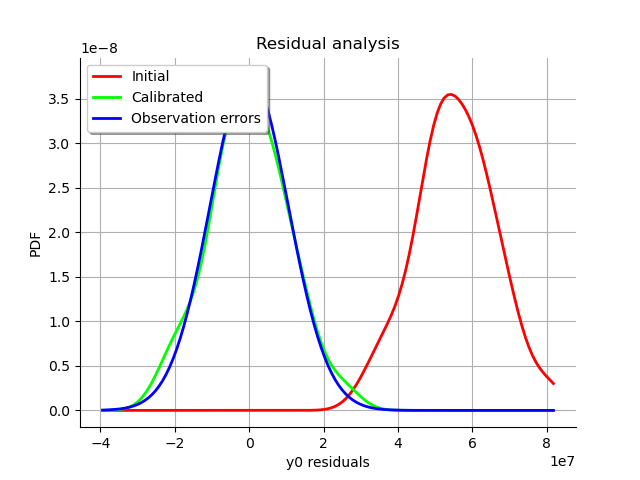 Residual analysis
1e−8
Initial
Calibrated
Observation errors
3.5
3.0
2.5
2.0
1.5
1.0
0.5
0.0
PDF
−4 −2 0 2 4 6 8
y0 residuals
1e7